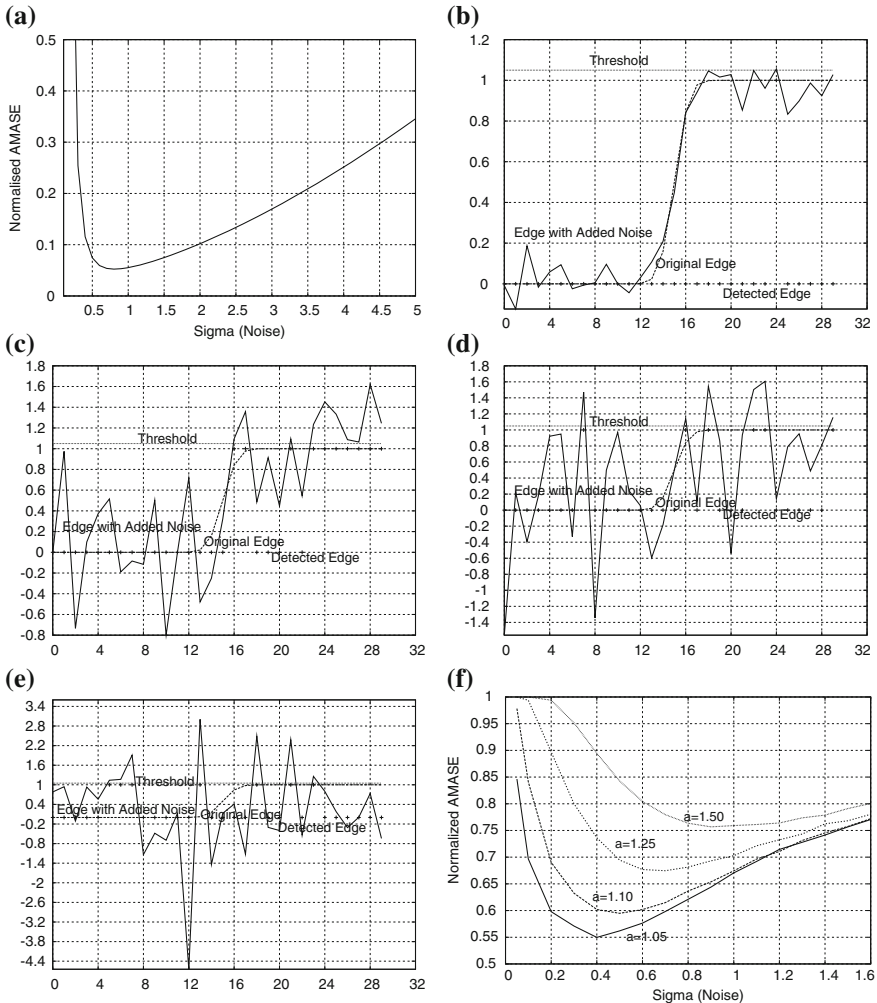 (a)
0.5
0.4
0.3
0.2
0.1
0
Normalised AMASE
0.5 1 1.5 2 2.5 3 3.5 4 4.5 5
Sigma (Noise)
(b)
1.2
1
0.8
0.6
0.4
0.2
0
Threshold
Edge with Added Noise
Original Edge
Detected Edge
0 4 8 12 16 20 24 28 32
(c)
1.8
1.6
1.4
1.2
1
0.8
0.6
0.4
0.2
0
-0.2
-0.4
-0.6
-0.8
Threshold
Edge with Added Noise
Original Edge
Detected Edge
0 4 8 12 16 20 24 28 32
(d)
1.8
1.6
1.4
1.2
1
0.8
0.6
0.4
0.2
0
-0.2
-0.4
-0.6
-0.8
-1
-1.2
-1.4
Threshold
Edge with Added Noise
Original Edge
Detected Edge
0 4 8 12 16 20 24 28 32
(e)
3.4
2.8
2.2
1.6
1
0.4
-0.2
-0.8
-1.4
-2
-2.6
-3.2
-3.8
-4.4
Threshold
Edge with Added Noise
Original Edge
Detected Edge
0 4 8 12 16 20 24 28 32
(f)
1
0.95
0.9
0.85
0.8
0.75
0.7
0.65
0.6
0.55
0.5
Normalized AMASE
a=1.50
a=1.25
a=1.10
a=1.05
0 0.2 0.4 0.6 0.8 1 1.2 1.4 1.6
Sigma (Noise)